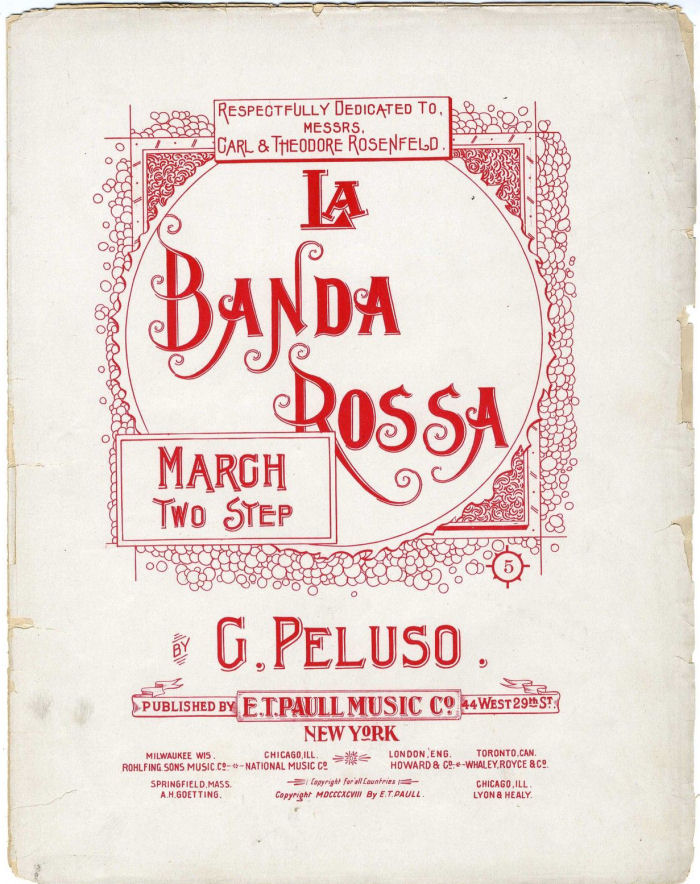 RESPECTFULLY DEDICATED TO,
MESSRS,
CARL & THEODORE ROSENFELD.
LA
BANDA
ROSSA
MARCH
TWO STEP
5
BY G. PELUSO.
PUBLISHED BY E.T. PAULL MUSIC CO 44 WEST 29th ST.
NEW YORK
MILWAUKEE WIS. CHICAGO, ILL. LONDON, ENG. TORONTO, CAN.
ROHLFING SONS MUSIC CO NATIONAL MUSIC CO HOWARD & CO. WHALEY, ROYCE & CO.
SPRINGFIELD, MASS. Copyright for all Countries CHICAGO, ILL.
A.H. GOETTING. Copyright MDCCCXCVIII By E.T. PAULL. LYON & HEALY.